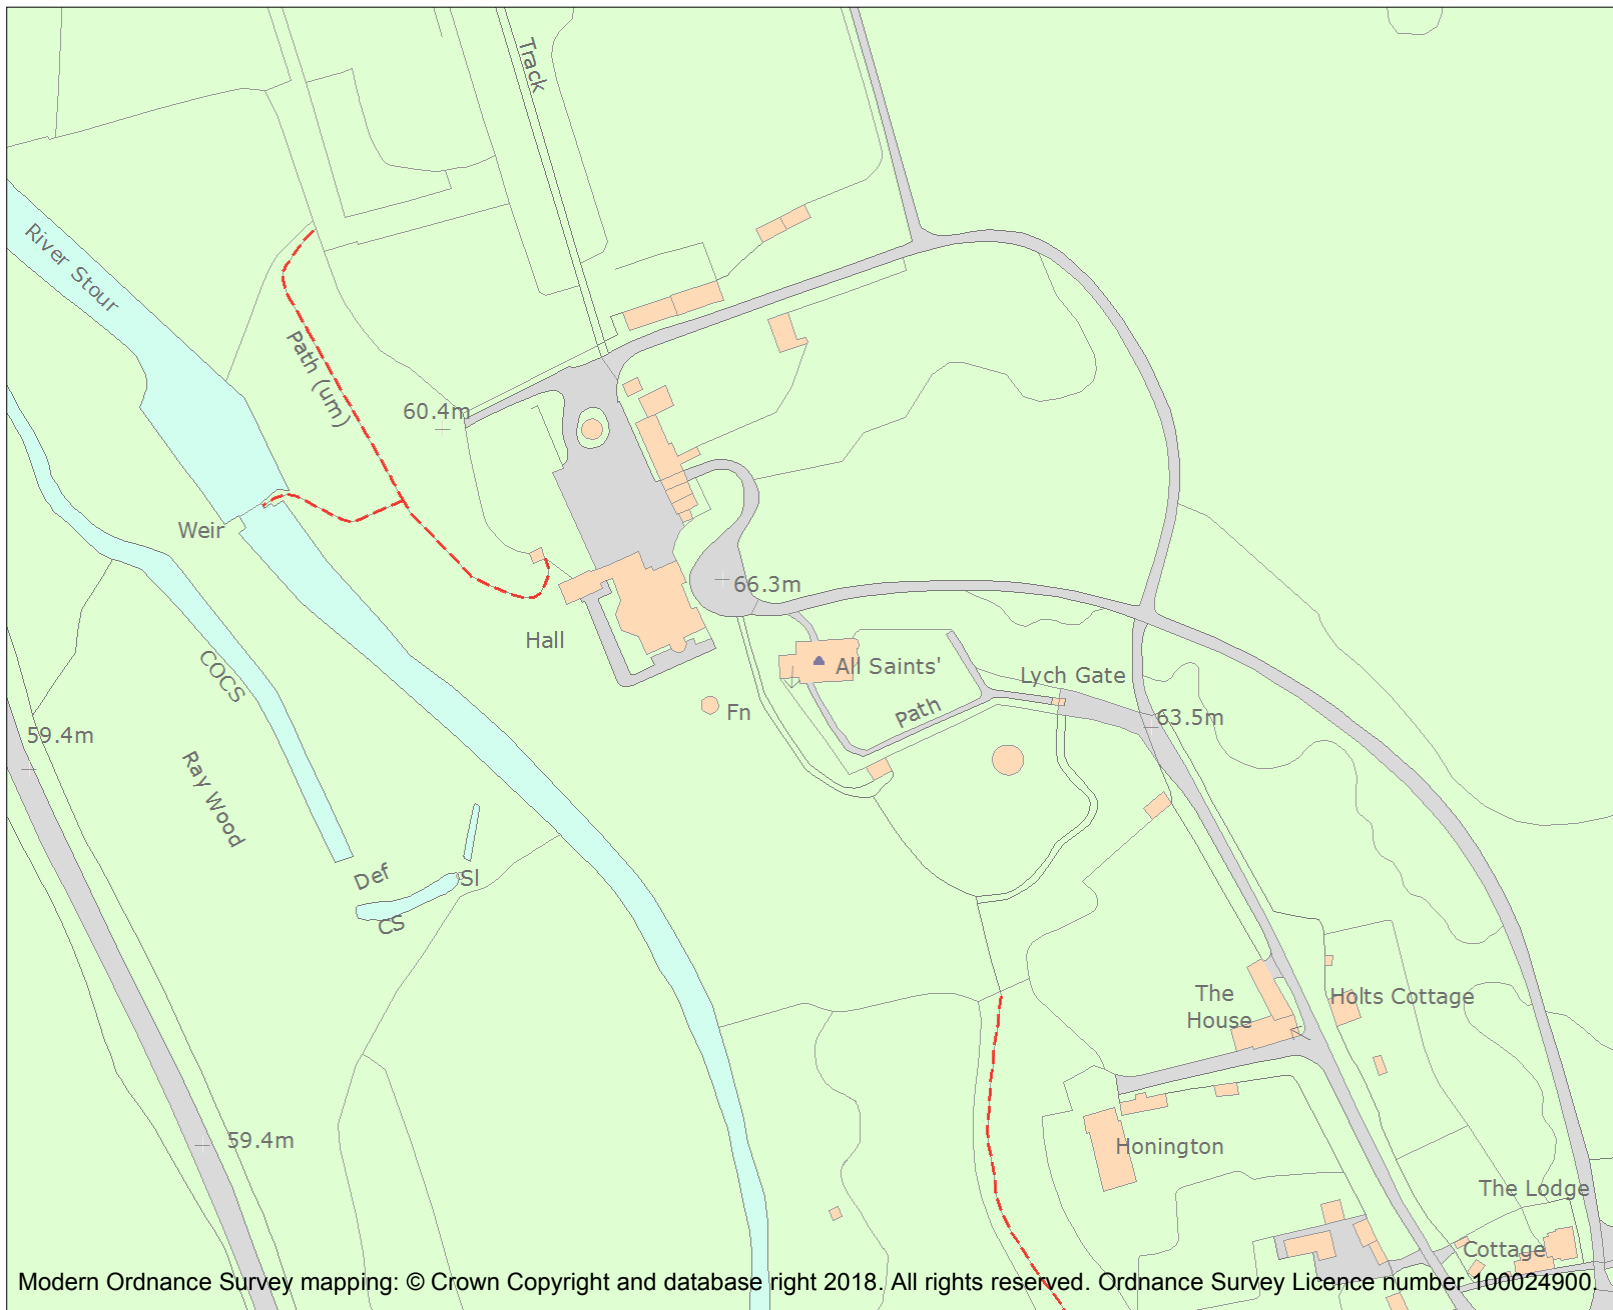 Track
River Stour
Path (um)
60.4m
Weir
66.3m
Hall
COCS
All Saints'
Lych Gate
Path
Fn
63.5m
59.4m
Ray Wood
Def
Sl
CS
The
House
Holts Cottage
59.4m
Honington
The Lodge
Cottage
Modern Ordnance Survey mapping: © Crown Copyright and database right 2018. All rights reserved. Ordnance Survey Licence number 100024900.